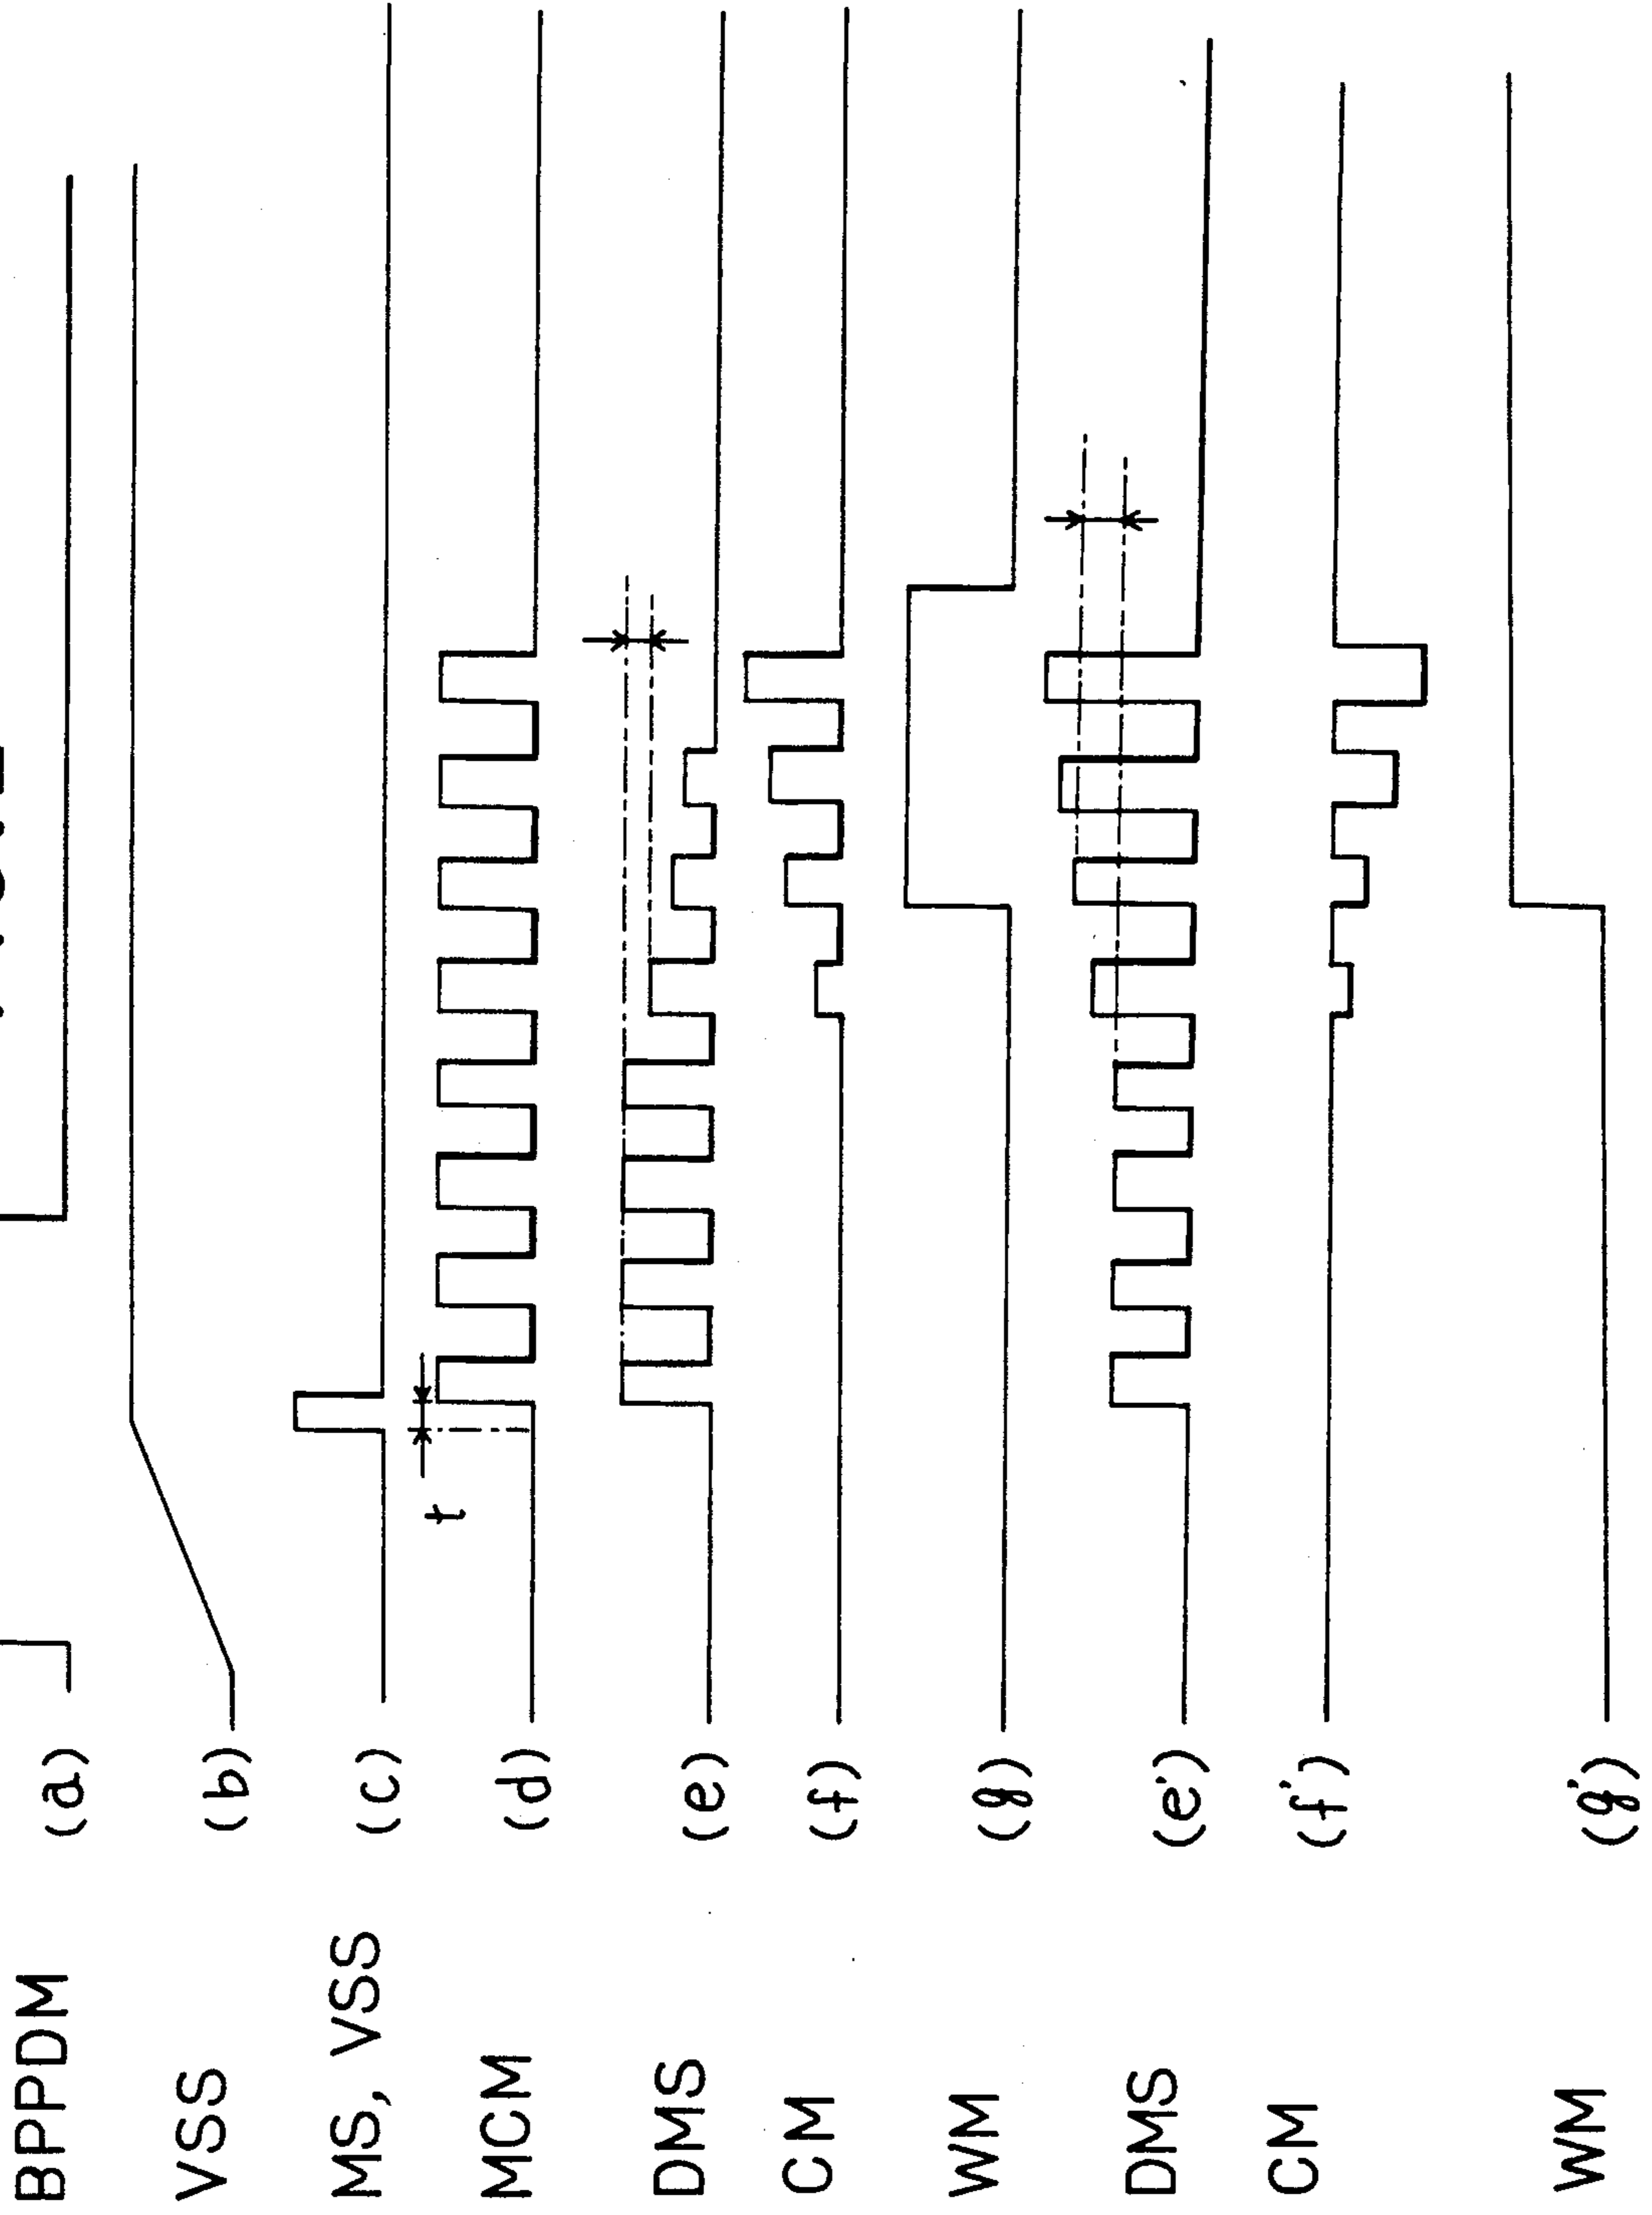 BPPDM (a)
VSS (b)
MS, VSS (c)
t
MCM (d)
DMS (e)
CM (f)
WM (g)
DMS (e')
CM (f')
WM (g')